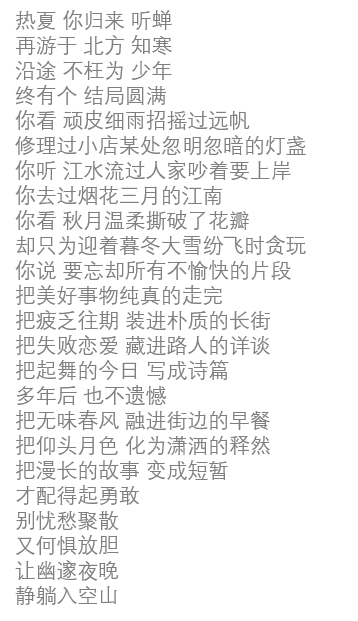 热夏 你归来 听蝉
再游于 北方 知寒
沿途 不枉为 少年
终有个 结局圆满
你看 顽皮细雨招摇过远帆
修理过小店某处忽明忽暗的灯盏
你听 江水流过人家吵着要上岸
你去过烟花三月的江南
你看 秋月温柔撕破了花瓣
却只为迎着暮冬大雪纷飞时贪玩
你说 要忘却所有不愉快的片段
把美好事物纯真的走完
把疲乏往期 装进朴质的长街
把失败恋爱 藏进路人的详谈
把起舞的今日 写成诗篇
多年后 也不遗憾
把无味春风 融进街边的早餐
把仰头月色 化为潇洒的释然
把漫长的故事 变成短暂
才配得起勇敢
别忧愁聚散
又何惧放胆
让幽邃夜晚
静躺入空山